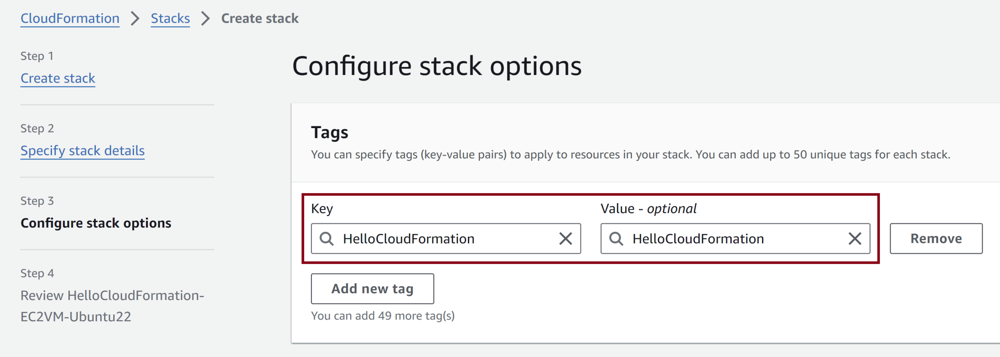 CloudFormation > Stacks > Create stack
Step 1
Create stack
Step 2
Specify stack details
Step 3
Configure stack options
Step 4
Review HelloCloudFormation-
EC2VM-Ubuntu22
Configure stack options
Tags
You can specify tags (key-value pairs) to apply to resources in your stack. You can add up to 50 unique tags for each stack.
Key
HelloCloudFormation
Value - optional
HelloCloudFormation
Remove
Add new tag
You can add 49 more tag(s)